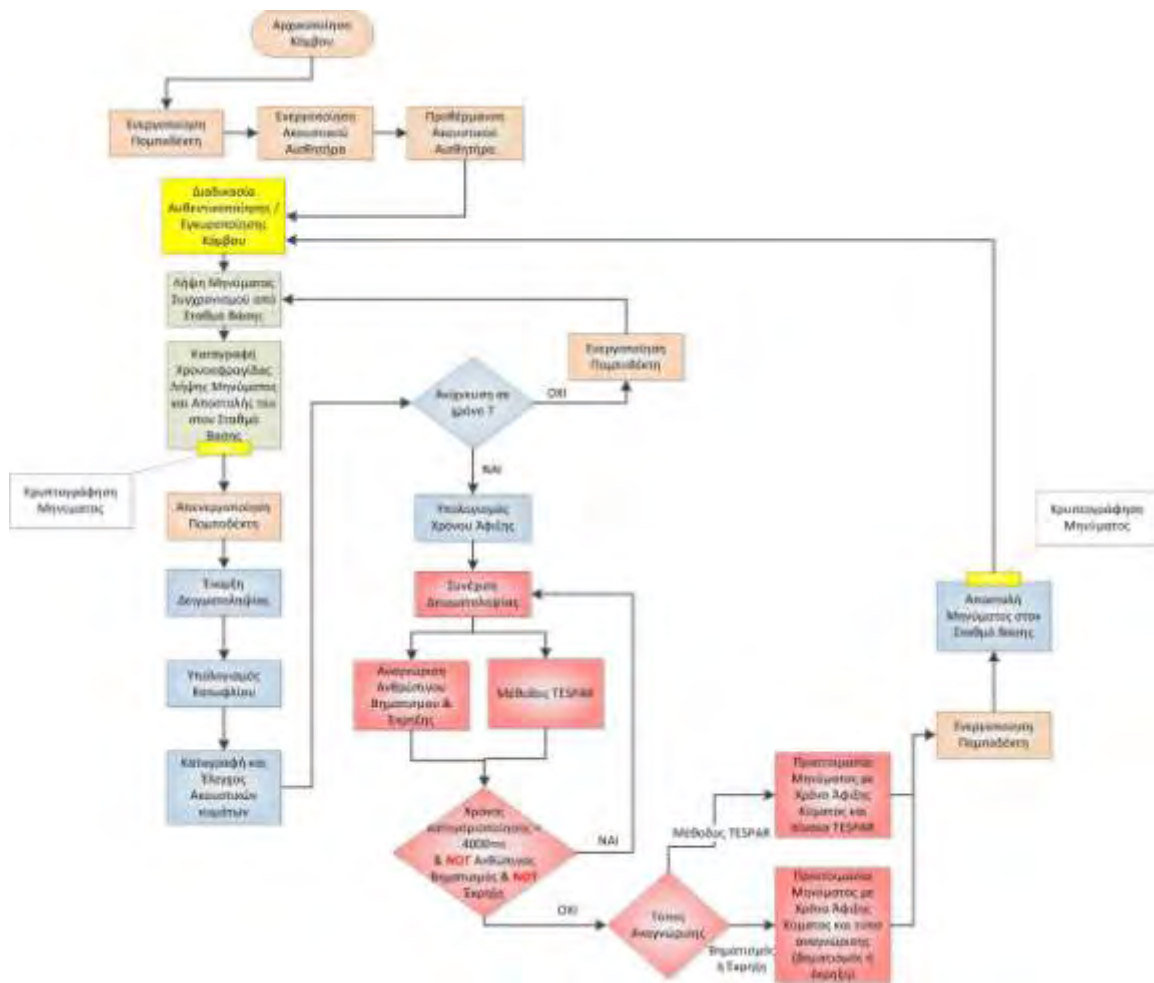 Αρχικοποίηση
Κόμβου
Ενεργοποίηση
Πομποδέκτη
Ενεργοποίηση
Ακουστικού
Αισθητήρα
Προθέρμανση
Ακουστικού
Αισθητήρα
Διαδικασία
Αυθεντικοποίησης /
Εγκυροποίησης
Κόμβου
Λήψη Μηνύματος
Συγχρονισμού από
Σταθμό Βάσης
Καταγραφή
Χρονοσφραγίδας
Λήψης Μηνύματος
και Αποστολής του
στον Σταθμό
Βάσης
Κρυπτογράφηση
Μηνύματος
Απενεργοποίηση
Πομποδέκτη
Έναρξη
Δειγματοληψίας
Υπολογισμός
Κατωφλίου
Καταγραφή και
Έλεγχος
Ακουστικών
κυμάτων
Ανίχνευση σε
χρόνο T
ΟΧΙ
Ενεργοποίηση
Πομποδέκτη
ΝΑΙ
Υπολογισμός
Χρόνου Άφιξης
Συνέχιση
Δειγματοληψίας
Αναγνώριση
Ανθρώπινου
Βηματισμού &
Έκρηξης
Μέθοδος TESPAR
Χρόνος
κατηγοριοποίησης <
4000ms
& NOT Ανθρώπινος
Βηματισμός & NOT
Έκρηξη
ΝΑΙ
ΟΧΙ
Τύπος
Αναγνώρισης
Μέθοδος TESPAR
Βηματισμός
ή Έκρηξη
Προετοιμασία
Μηνύματος με
Χρόνο Άφιξης
Κύματος και
πίνακα TESPAR
Προετοιμασία
Μηνύματος με
Χρόνο Άφιξης
Κύματος και τύπο
αναγνώρισης
(βηματισμός ή
έκρηξη)
Ενεργοποίηση
Πομποδέκτη
Αποστολή
Μηνύματος στον
Σταθμό Βάσης
Κρυπτογράφηση
Μηνύματος